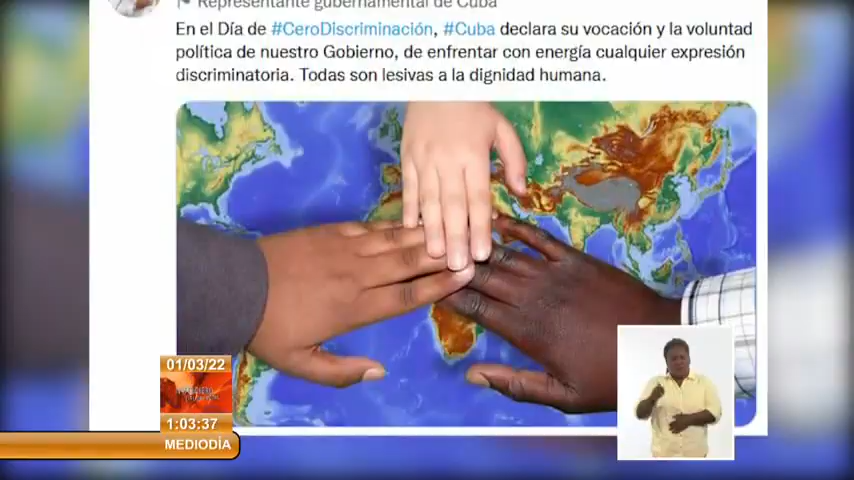 Representante gubernamental de Cuba
En el Día de #CeroDiscriminación, #Cuba declara su vocación y la voluntad
política de nuestro Gobierno, de enfrentar con energía cualquier expresión
discriminatoria. Todas son lesivas a la dignidad humana.
01/03/22
1:03:37
MEDIODÍA